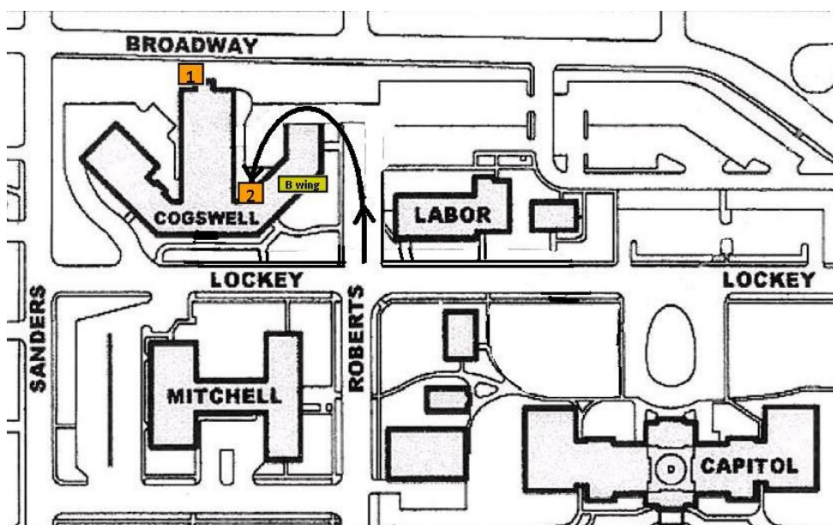 BROADWAY
1
2
B wing
COGSWELL
LABOR
LOCKEY
LOCKEY
SANDERS
ROBERTS
MITCHELL
CAPITOL